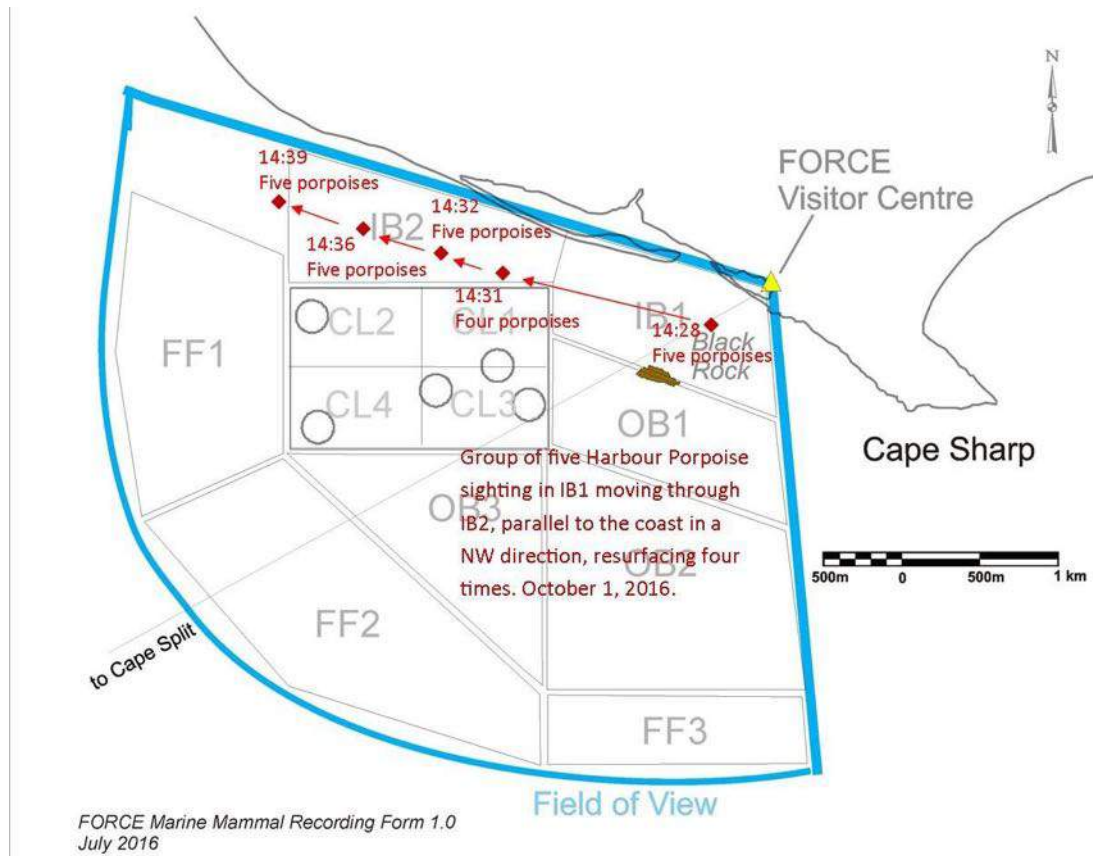 N
FORCE
Visitor Centre
14:39
Five porpoises
IB2
14:32
Five porpoises
14:36
Five porpoises
14:31
Four porpoises
IB1
14:28
Five porpoises
Black
Rock
FF1
CL2
CL1
CL4
CL3
OB1
Cape Sharp
Group of five Harbour Porpoise
sighting in IB1 moving through
IB2, parallel to the coast in a
NW direction, resurfacing four
times. October 1, 2016.
OB3
OB2
500m
0
500m
1 km
FF2
to Cape Split
FF3
Field of View
FORCE Marine Mammal Recording Form 1.0
July 2016